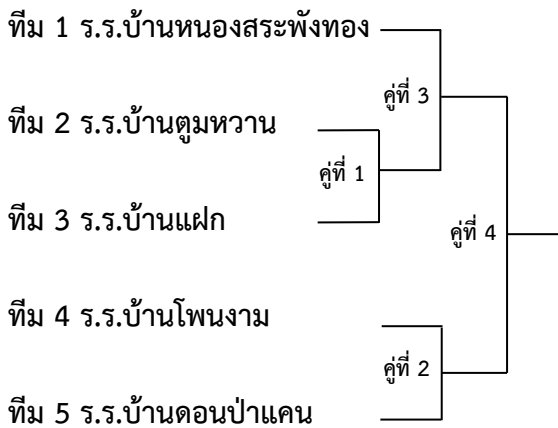 ทีม 1 ร.ร.บ้านหนองสระพังทอง
คู่ที่ 3
ทีม 2 ร.ร.บ้านตูมหวาน
คู่ที่ 1
ทีม 3 ร.ร.บ้านแฝก
คู่ที่ 4
ทีม 4 ร.ร.บ้านโพนงาม
คู่ที่ 2
ทีม 5 ร.ร.บ้านดอนป่าแคน